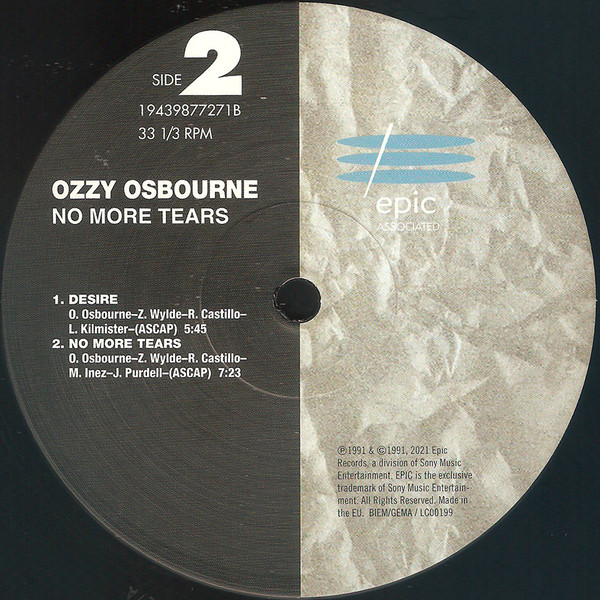 SIDE 2
19439877271B
33 1/3 RPM
OZZY OSBOURNE
NO MORE TEARS
1. DESIRE
O. Osbourne–Z. Wylde–R. Castillo–
L. Kilmister–(ASCAP) 5:45
2. NO MORE TEARS
O. Osbourne–Z. Wylde–R. Castillo–
M. Inez–J. Purdell–(ASCAP) 7:23
epic
ASSOCIATED
℗1991 & ©1991, 2021 Epic
Records, a division of Sony Music
Entertainment. EPIC is the exclusive
trademark of Sony Music Entertain-
ment. All Rights Reserved. Made in
the EU. BIEM/GEMA / LC00199